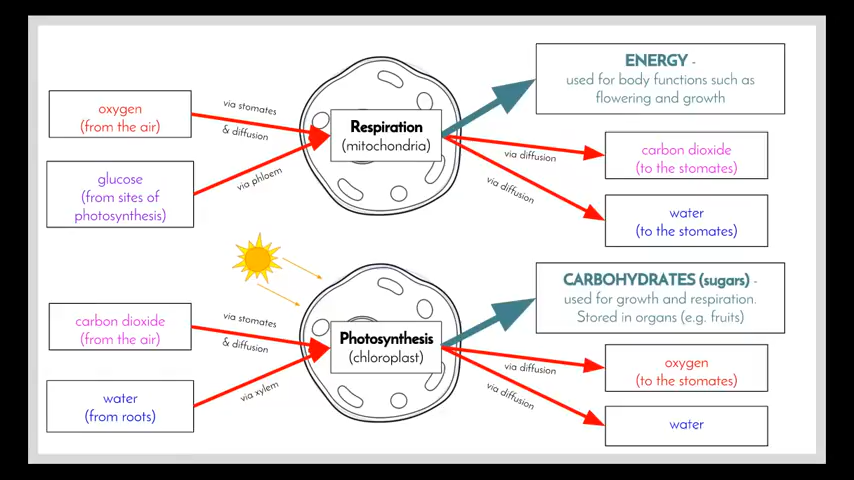 oxygen
(from the air)
via stomates
& diffusion
glucose
(from sites of
photosynthesis)
via phloem
Respiration
(mitochondria)
ENERGY -
used for body functions such as
flowering and growth
via diffusion
carbon dioxide
(to the stomates)
via diffusion
water
(to the stomates)
carbon dioxide
(from the air)
via stomates
& diffusion
water
(from roots)
via xylem
Photosynthesis
(chloroplast)
CARBOHYDRATES (sugars) -
used for growth and respiration.
Stored in organs (e.g. fruits)
via diffusion
oxygen
(to the stomates)
via diffusion
water